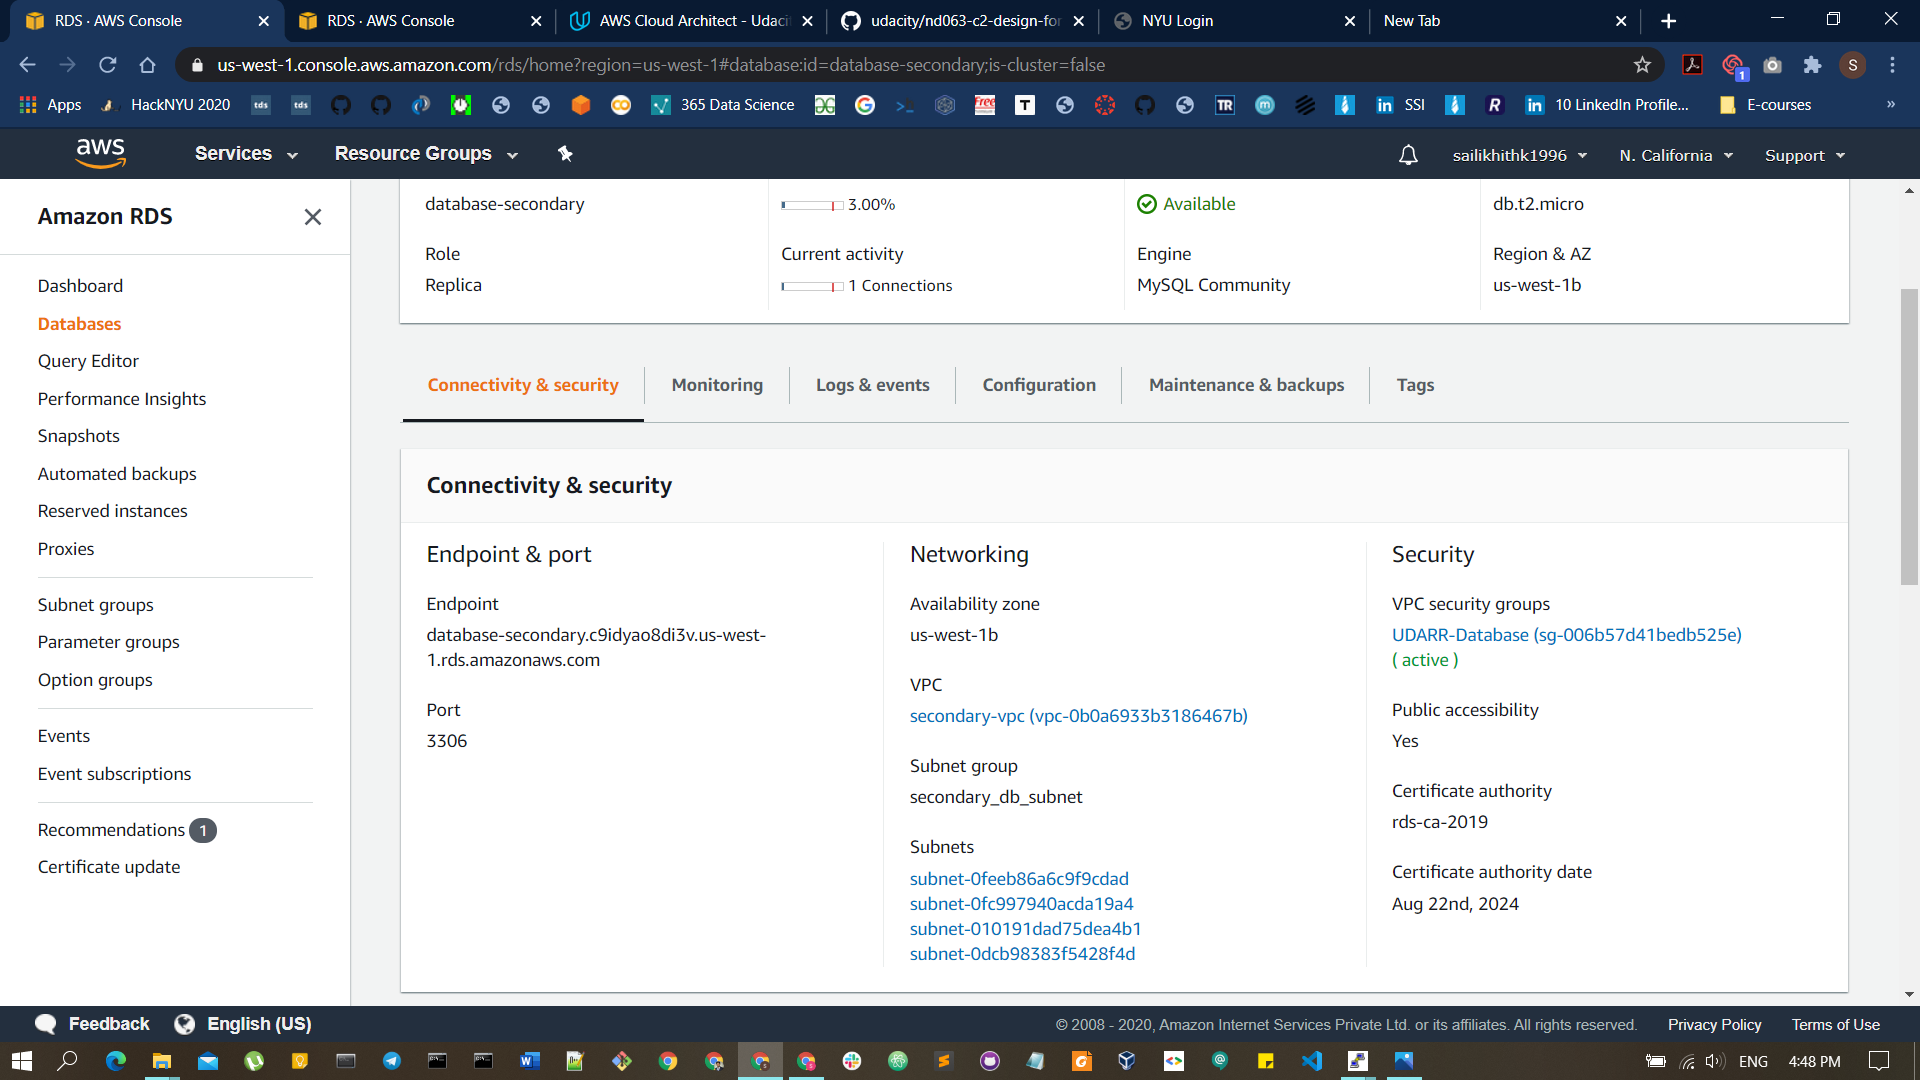 RDS · AWS Console
RDS · AWS Console
AWS Cloud Architect - Udaci
udacity/nd063-c2-design-for
NYU Login
New Tab
us-west-1.console.aws.amazon.com/rds/home?region=us-west-1#database:id=database-secondary;is-cluster=false
1
S
Apps
HackNYU 2020
tds
tds
365 Data Science
Free
T
TR
m
in SSI
R
in 10 LinkedIn Profile...
E-courses
»
aws
Services
Resource Groups
sailikhithk1996
N. California
Support
Amazon RDS
Dashboard
Databases
Query Editor
Performance Insights
Snapshots
Automated backups
Reserved instances
Proxies
Subnet groups
Parameter groups
Option groups
Events
Event subscriptions
Recommendations 1
Certificate update
database-secondary
3.00%
Available
db.t2.micro
Role
Current activity
Engine
Region & AZ
Replica
1 Connections
MySQL Community
us-west-1b
Connectivity & security
Monitoring
Logs & events
Configuration
Maintenance & backups
Tags
Connectivity & security
Endpoint & port
Endpoint
database-secondary.c9idyao8di3v.us-west-
1.rds.amazonaws.com
Port
3306
Networking
Availability zone
us-west-1b
VPC
secondary-vpc (vpc-0b0a6933b3186467b)
Subnet group
secondary_db_subnet
Subnets
subnet-0feeb86a6c9f9cdad
subnet-0fc997940acda19a4
subnet-010191dad75dea4b1
subnet-0dcb98383f5428f4d
Security
VPC security groups
UDARR-Database (sg-006b57d41bedb525e)
( active )
Public accessibility
Yes
Certificate authority
rds-ca-2019
Certificate authority date
Aug 22nd, 2024
Feedback
English (US)
© 2008 - 2020, Amazon Internet Services Private Ltd. or its affiliates. All rights reserved.
Privacy Policy
Terms of Use
ENG
4:48 PM